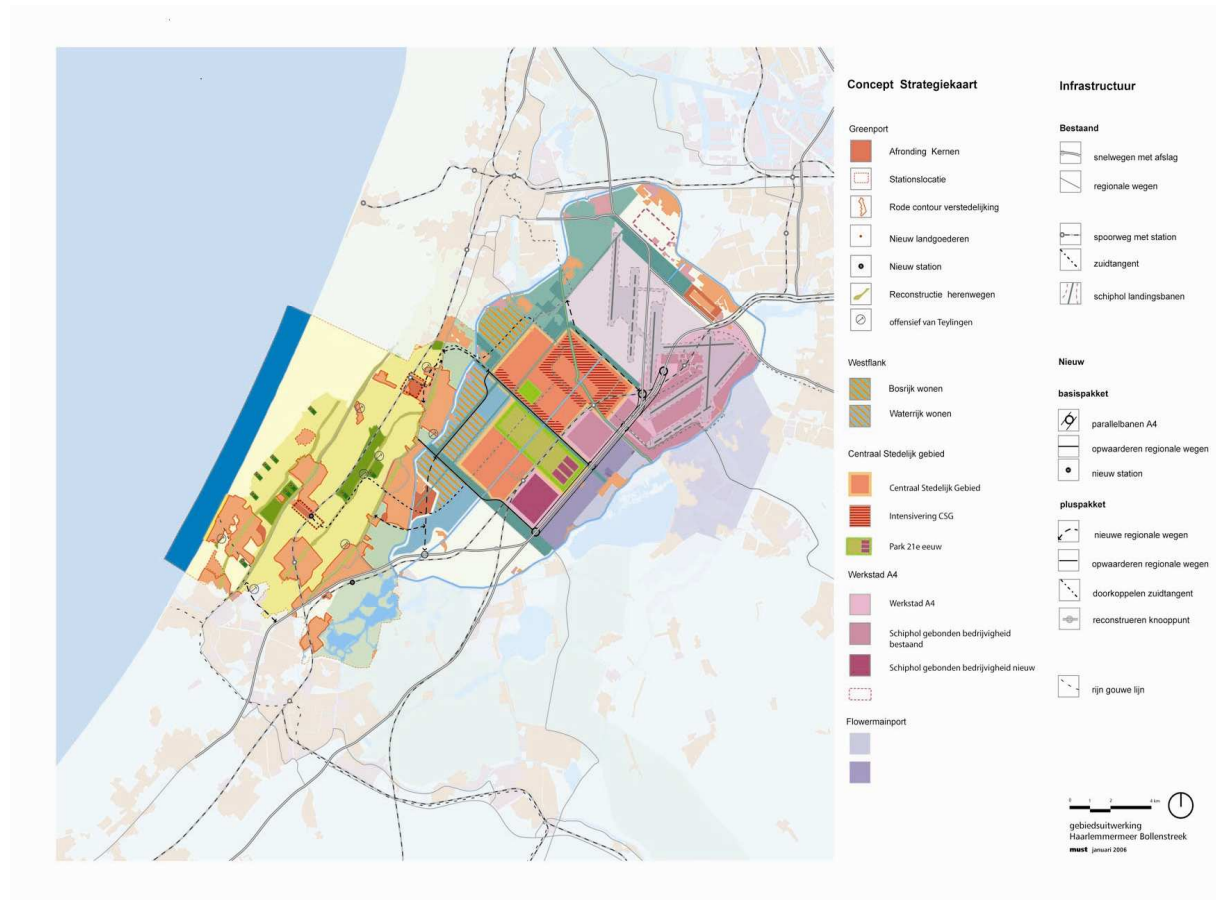 Concept Strategiekaart
Greenport
Afronding Kernen
Stationslocatie
Rode contour verstedelijking
Nieuw landgoederen
Nieuw station
Reconstructie herenwegen
offensief van Teylingen
Westflank
Bosrijk wonen
Waterrijk wonen
Centraal Stedelijk gebied
Centraal Stedelijk Gebied
Intensivering CSG
Park 21e eeuw
Werkstad A4
Werkstad A4
Schiphol gebonden bedrijvigheid
bestaand
Schiphol gebonden bedrijvigheid nieuw
Flowermainport
Infrastructuur
Bestaand
snelwegen met afslag
regionale wegen
spoorweg met station
zuidtangent
schiphol landingsbanen
Nieuw
basispakket
parallelbanen A4
opwaarderen regionale wegen
nieuw station
pluspakket
nieuwe regionale wegen
opwaarderen regionale wegen
doorkoppelen zuidtangent
reconstrueren knooppunt
rijn gouwe lijn
0 1 2 4 km
gebiedsuitwerking
Haarlemmermeer Bollenstreek
must januari 2006